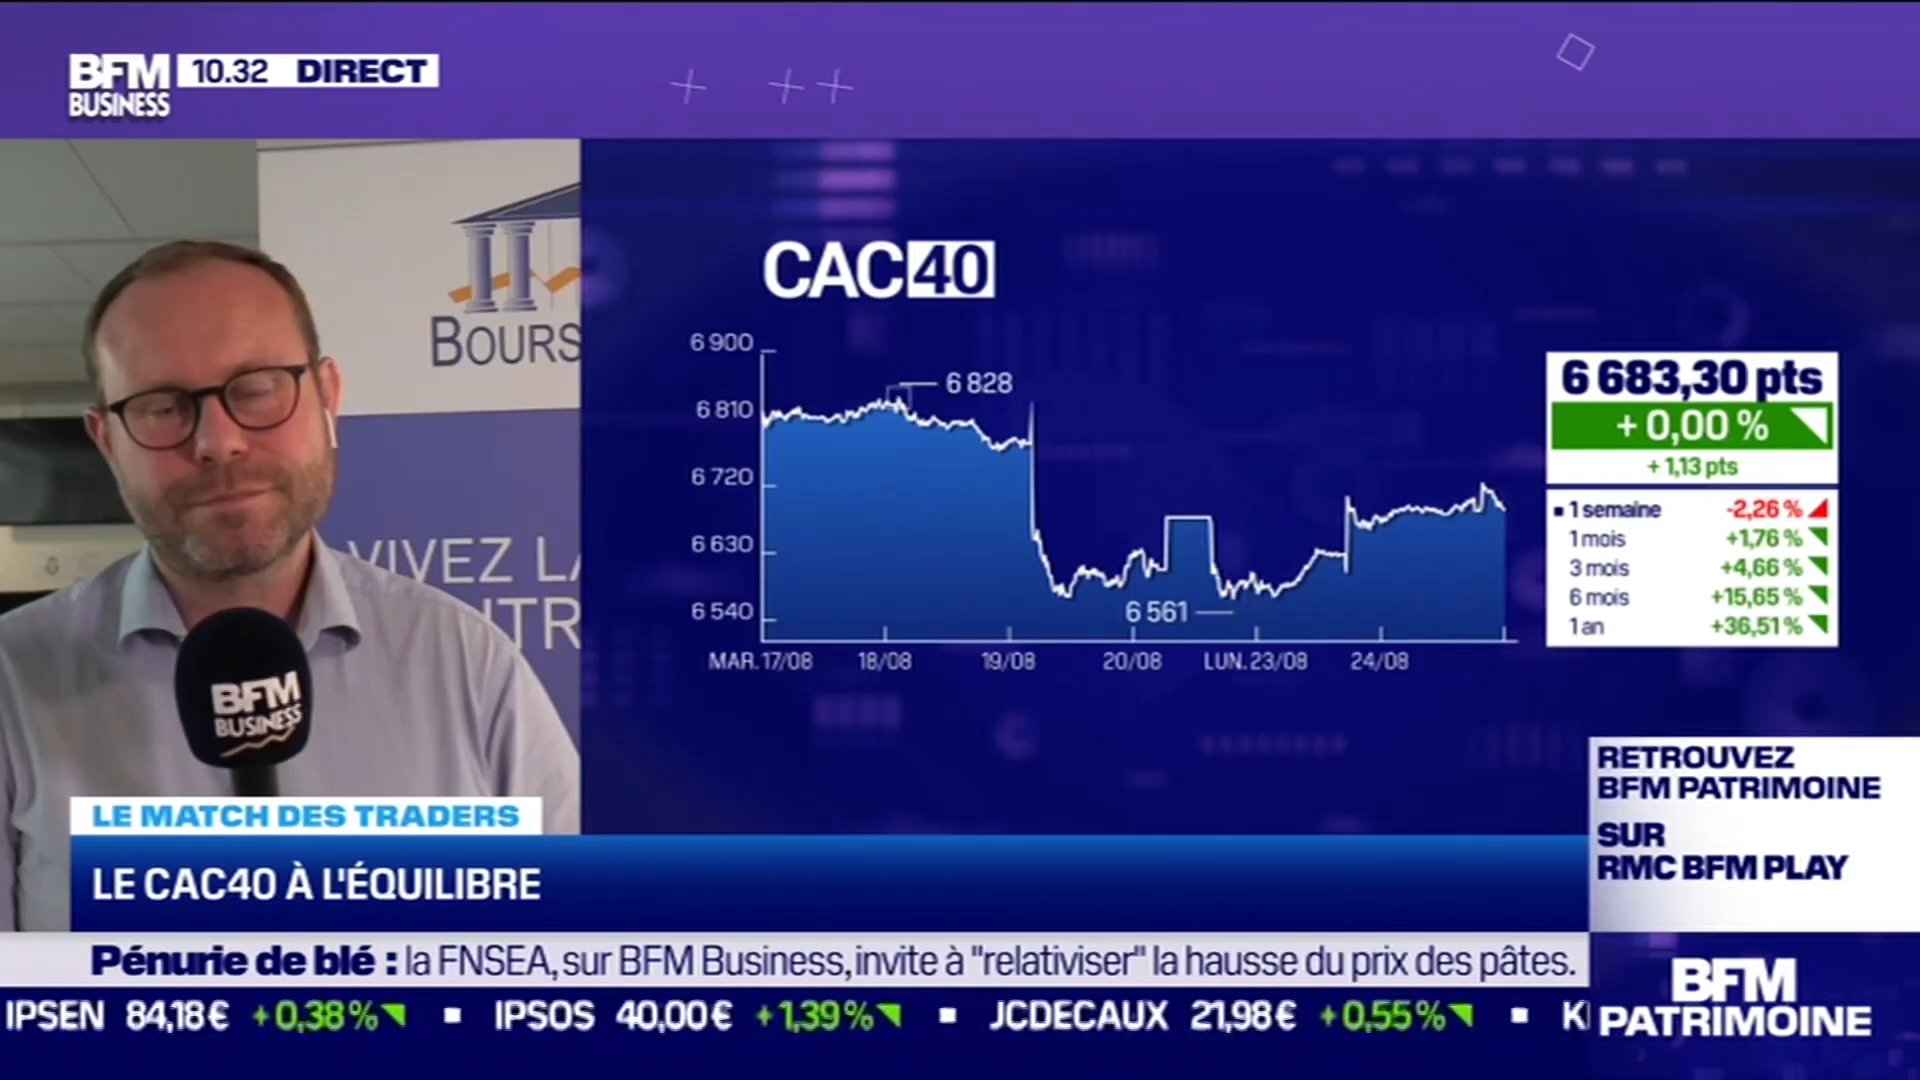 BFM
BUSINESS
10.32 DIRECT
BOURS
VIVEZ LA
NTR
BFM
BUSINESS
CAC40
6 900
6 810
6 720
6 630
6 540
6 828
6 561
MAR. 17/08 18/08 19/08 20/08 LUN. 23/08 24/08
6 683,30 pts
+ 0,00 %
+ 1,13 pts
1 semaine -2,26 %
1 mois +1,76 %
3 mois +4,66 %
6 mois +15,65 %
1 an +36,51 %
LE MATCH DES TRADERS
LE CAC40 À L'ÉQUILIBRE
RETROUVEZ
BFM PATRIMOINE
SUR
RMC BFM PLAY
Pénurie de blé : la FNSEA, sur BFM Business, invite à "relativiser" la hausse du prix des pâtes.
IPSEN 84,18€ +0,38% IPSOS 40,00€ +1,39% JCDECAUX 21,98€ +0,55% K
BFM
PATRIMOINE